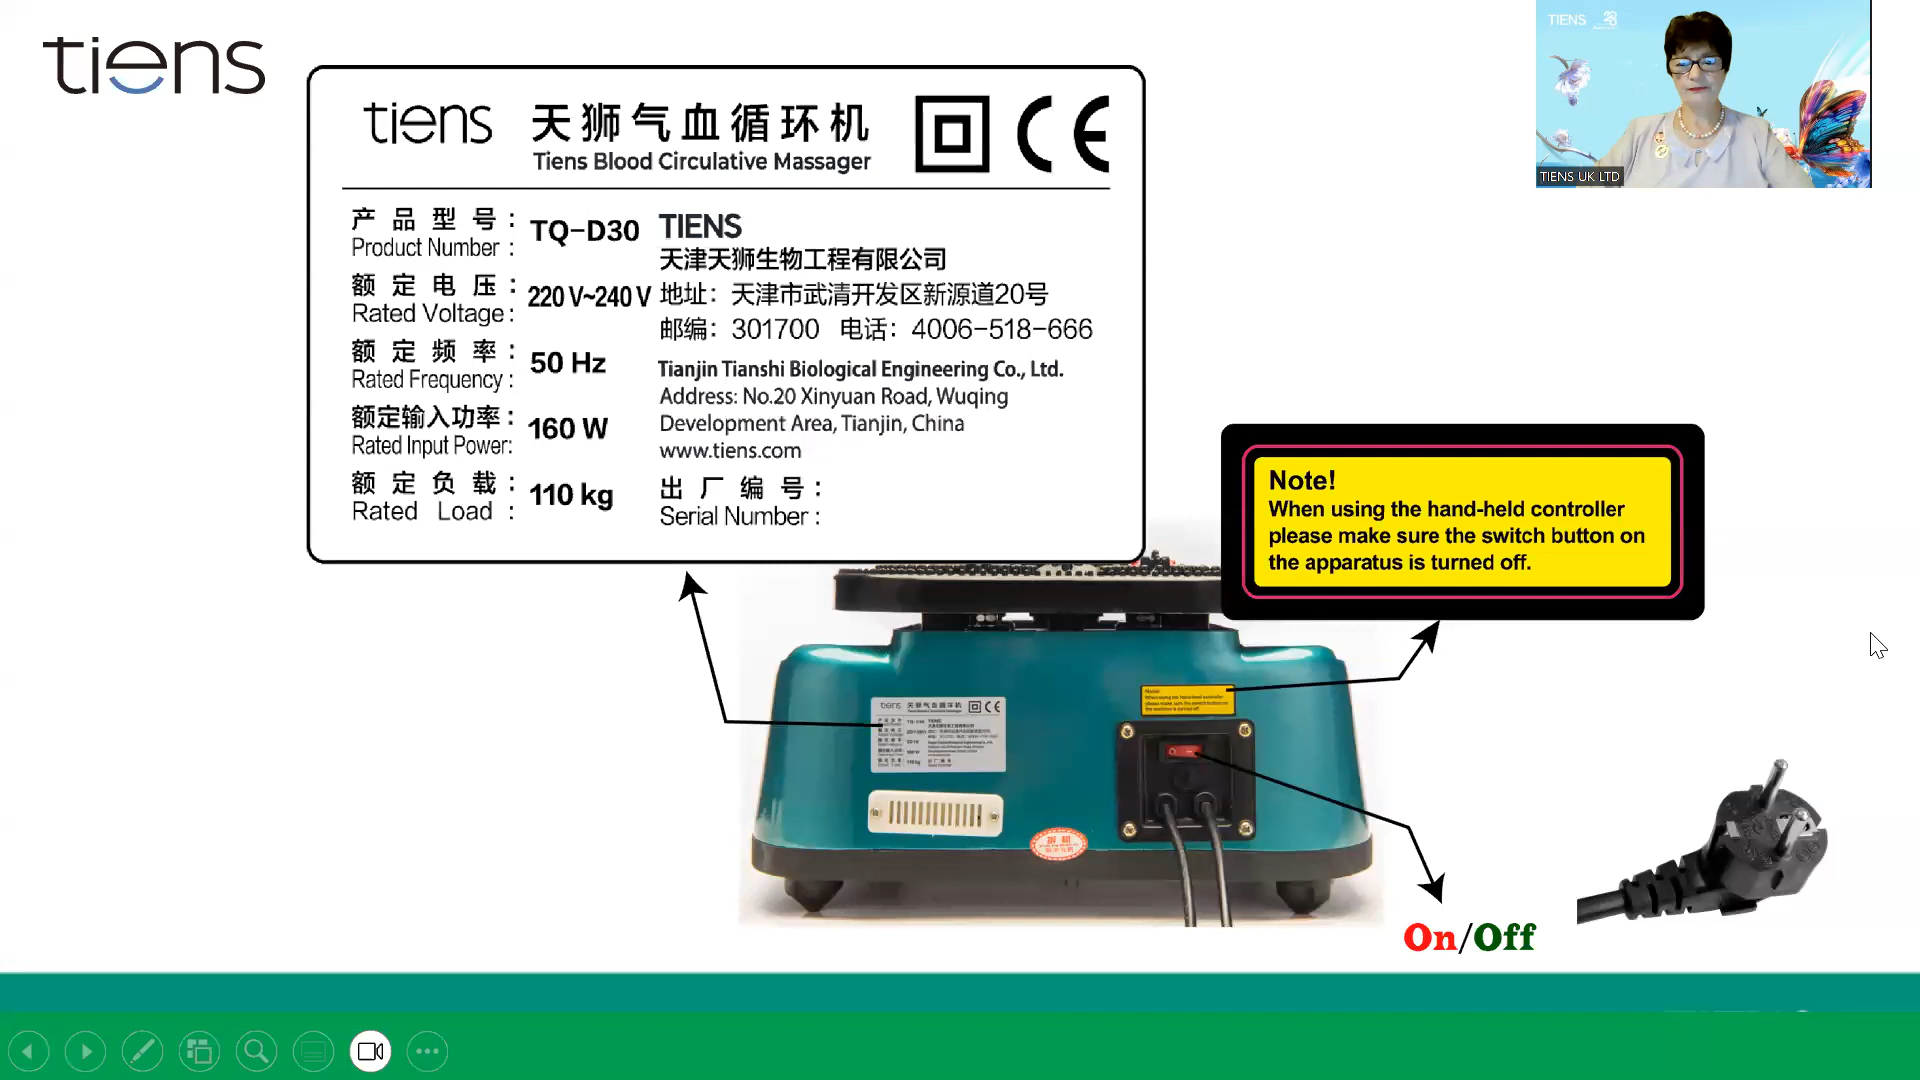 tiens
TIENS
TIENS UK LTD
tiens 天狮气血循环机
Tiens Blood Circulative Massager
CE
产品型号:
Product Number :
TQ-D30
额定电压:
Rated Voltage :
220 V~240 V
额定频率:
Rated Frequency :
50 Hz
额定输入功率:
Rated Input Power:
160 W
额定负载:
Rated Load :
110 kg
TIENS
天津天狮生物工程有限公司
地址：天津市武清开发区新源道20号
邮编：301700 电话：4006-518-666
Tianjin Tianshi Biological Engineering Co., Ltd.
Address: No.20 Xinyuan Road, Wuqing
Development Area, Tianjin, China
www.tiens.com
出厂编号:
Serial Number :
Note!
When using the hand-held controller
please make sure the switch button on
the apparatus is turned off.
On/Off